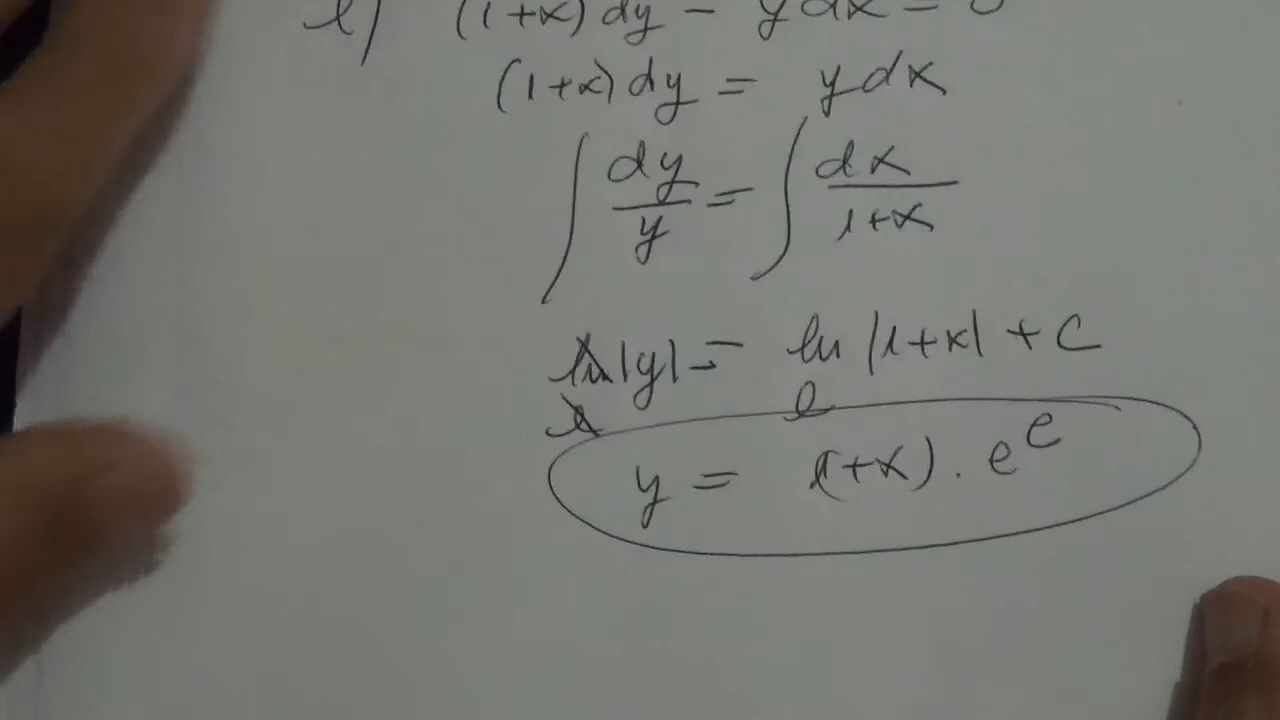 l) (1+x) dy - y dx = 0
(1+x) dy = y dx
∫ dy/y = ∫ dx/1+x
ln|y| = ln |1+x| + C
e e
y = (1+x) . e^c